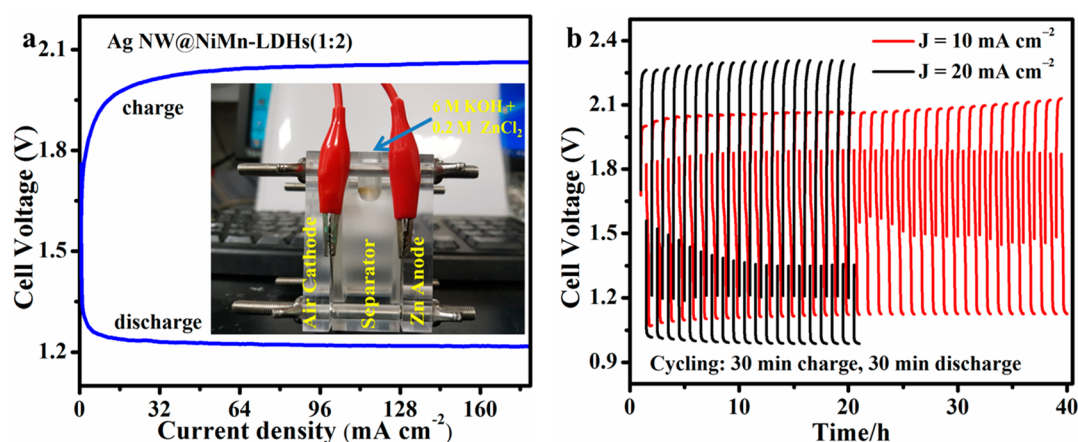 a
Ag NW@NiMn-LDHs(1:2)
charge
discharge
6 M KOH +
0.2 M ZnCl₂
Air Cathode
Separator
Zn Anode
Cell Voltage (V)
2.1
1.8
1.5
1.2
0 32 64 96 128 160
Current density (mA cm⁻²)
b
J = 10 mA cm⁻²
J = 20 mA cm⁻²
Cycling: 30 min charge, 30 min discharge
Cell Voltage (V)
2.4
2.1
1.8
1.5
1.2
0.9
0 10 20 30 40
Time/h